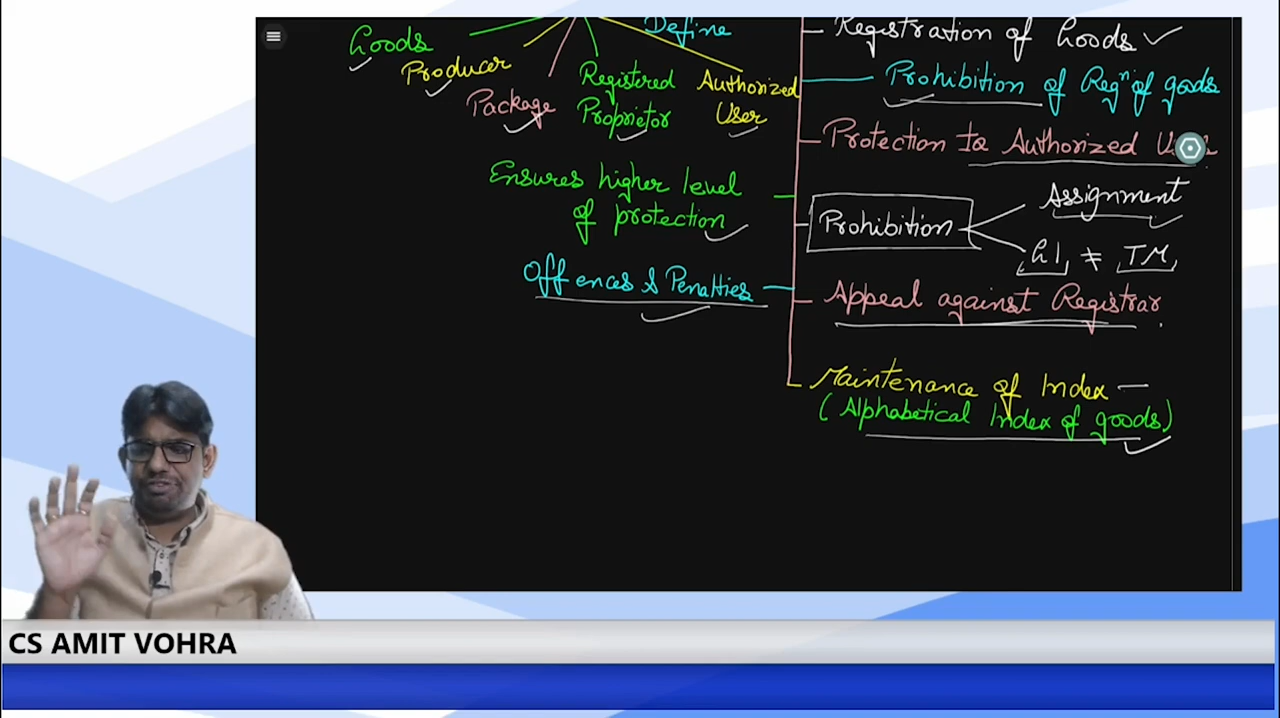 Define
Goods
Producer
Package
Registered
Proprietor
Authorized
User
Ensures higher level
of protection
Offences & Penalties
Registration of Goods
Prohibition of Regn of goods
Protection to Authorized
Prohibition
Assignment
GI ≠ TM
Appeal against Registrar
Maintenance of Index
(Alphabetical Index of goods)
CS AMIT VOHRA